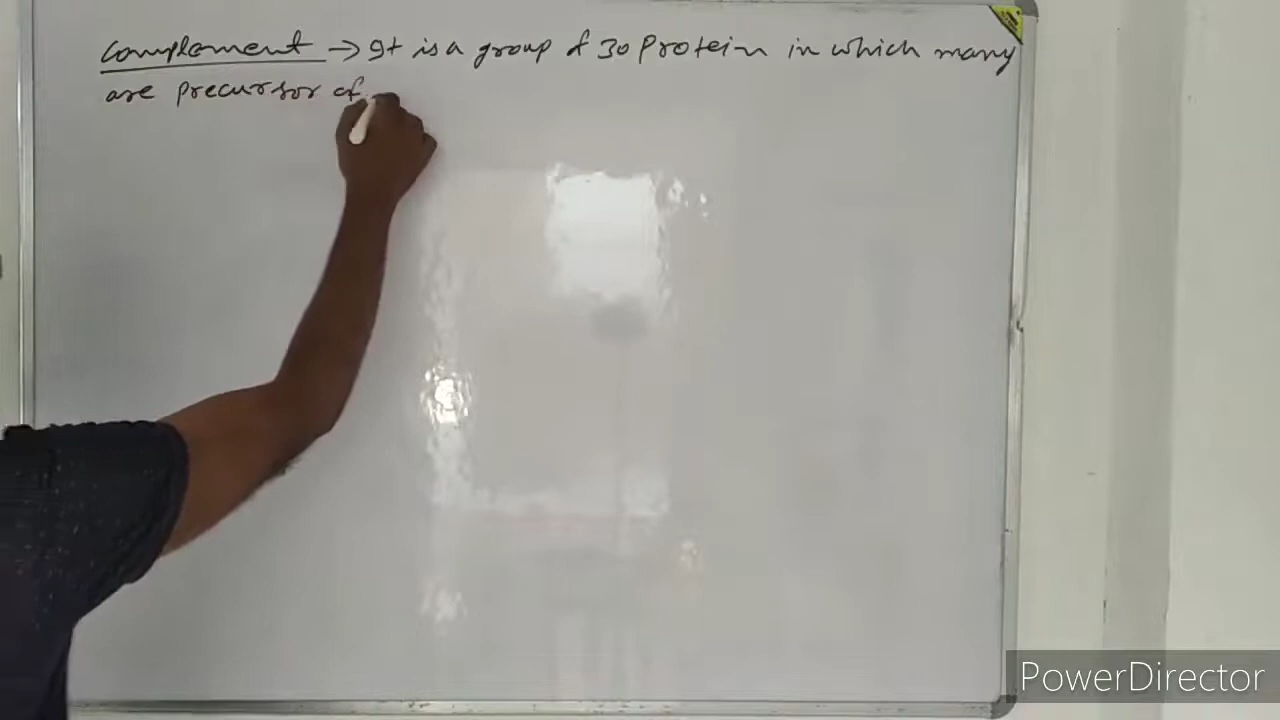 complement → It is a group of 30 Protein in which many
are precursor of
PowerDirector